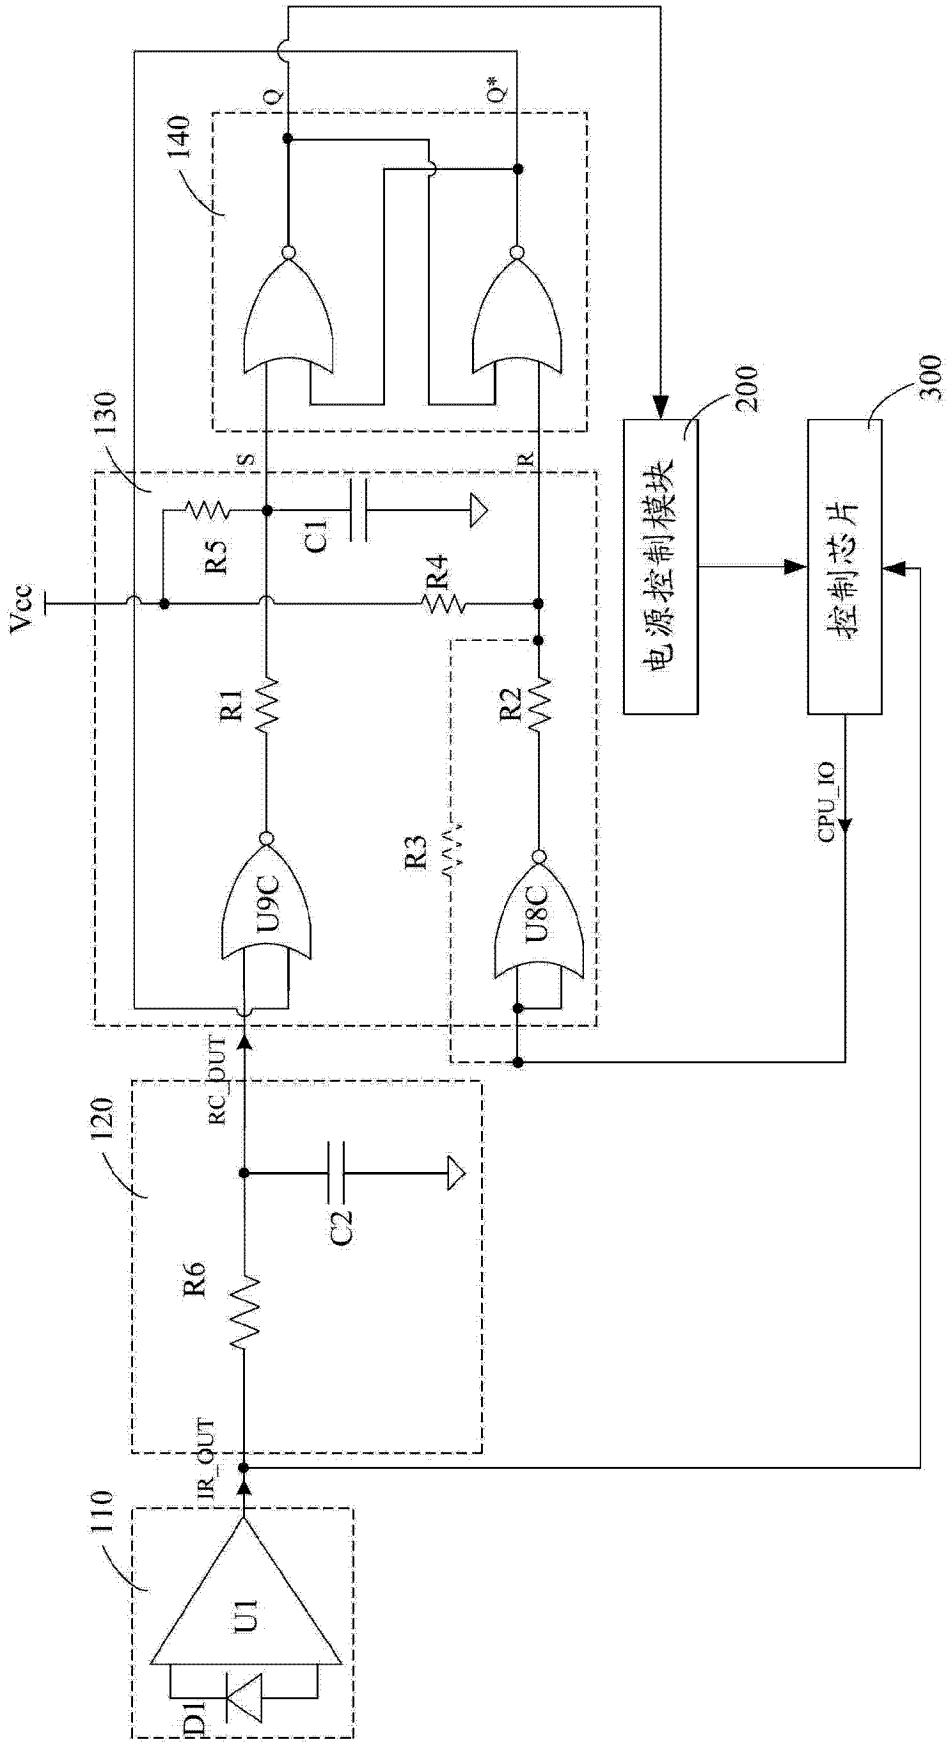 110
D1
U1
IR_OUT
120
R6
C2
RC_OUT
130
Vcc
U9C
R1
R5
C1
S
R3
R4
U8C
R2
R
140
Q
Q*
电源控制模块
200
控制芯片
300
CPU_IO